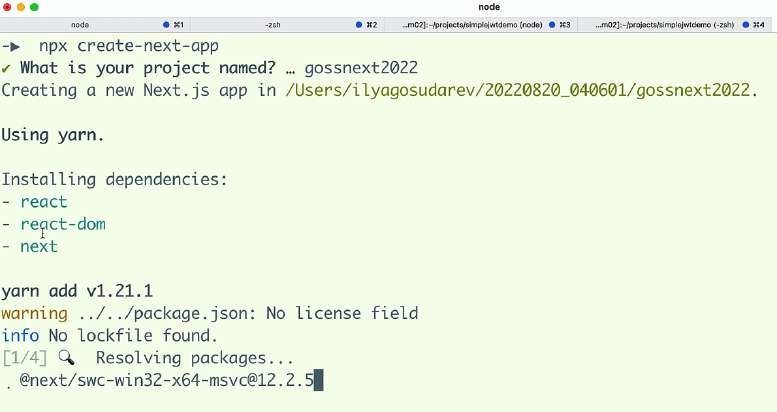 node
node ⌘1
-zsh ⌘2
...m02]:~/projects/simplejwtdemo (node) ⌘3
...m02]:~/projects/simplejwtdemo (-zsh) ⌘4
-► npx create-next-app
✔ What is your project named? … gossnext2022
Creating a new Next.js app in /Users/ilyagosudarev/20220820_040601/gossnext2022.
Using yarn.
Installing dependencies:
- react
- react-dom
- next
yarn add v1.21.1
warning ../../package.json: No license field
info No lockfile found.
[1/4] 🔍 Resolving packages...
. @next/swc-win32-x64-msvc@12.2.5